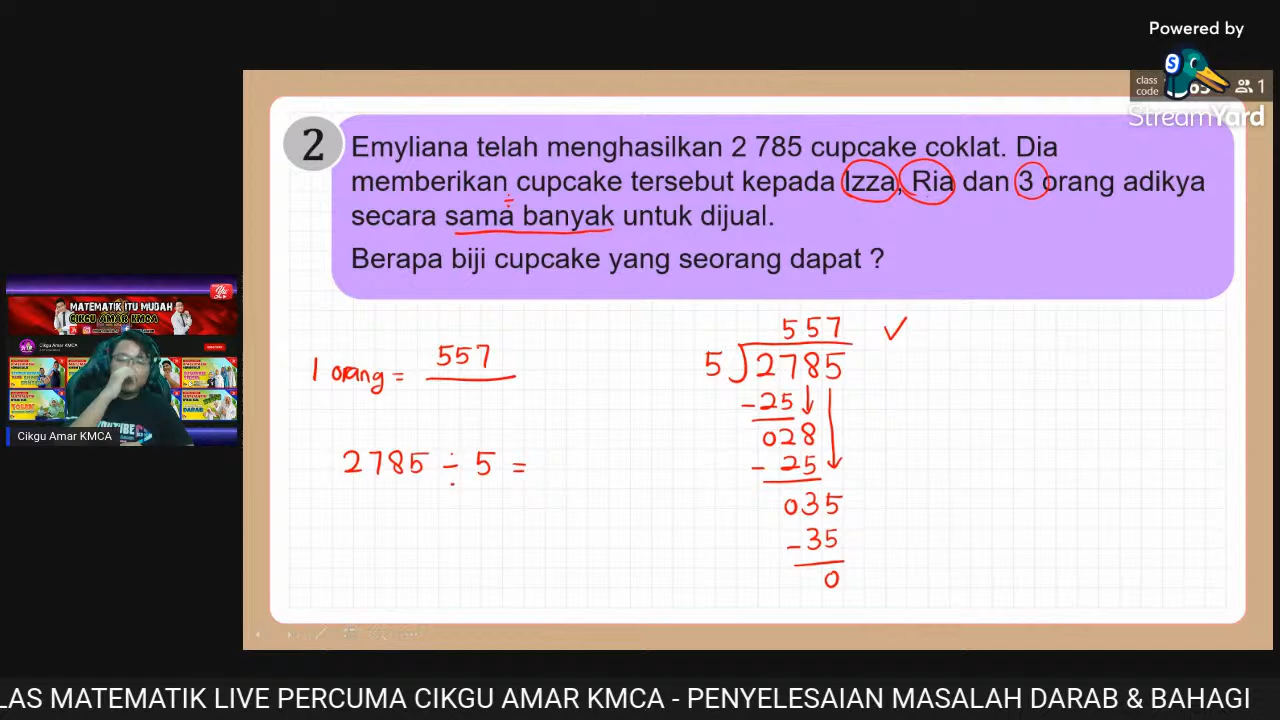 Powered by
class
code
1
StreamYard
2
Emyliana telah menghasilkan 2 785 cupcake coklat. Dia
memberikan cupcake tersebut kepada Izza, Ria dan 3 orang adikya
÷
secara sama banyak untuk dijual.
Berapa biji cupcake yang seorang dapat ?
MATEMATIK ITU MUDAH
CIKGU AMAR KMCA
Cikgu Amar KMCA
1 orang = 557
2785 ÷ 5 =
557 ✓
5 2785
-25
028
-25
035
-35
0
LAS MATEMATIK LIVE PERCUMA CIKGU AMAR KMCA - PENYELESAIAN MASALAH DARAB & BAHAGI